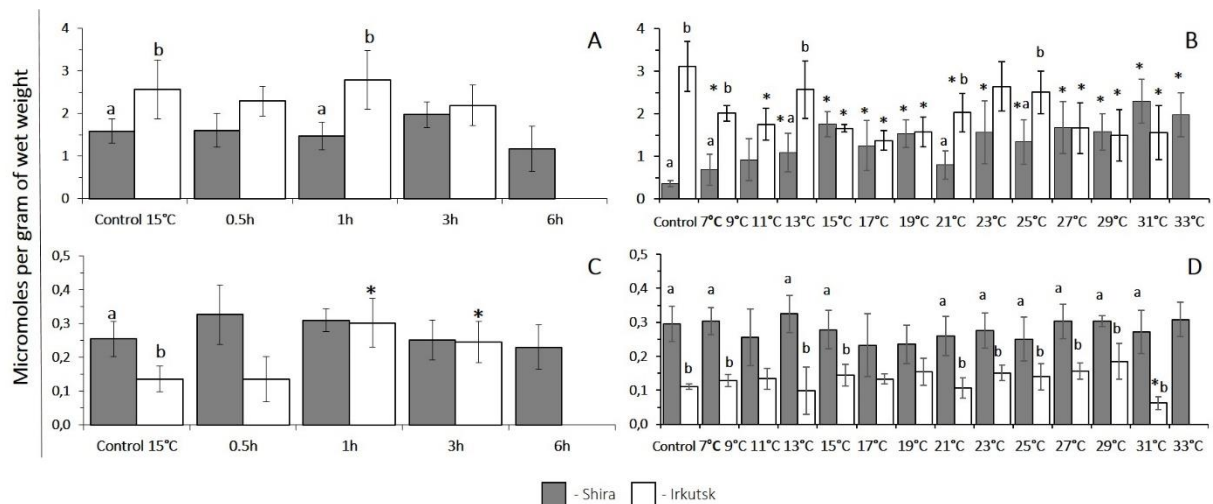 Micromoles per gram of wet weight
A
4
3
2
1
0
a b a b
Control 15°C 0.5h 1h 3h 6h
B
4
3
2
1
0
a b * a b * * a b * * * * * * a * b * * a b * * * * * * *
Control 7°C 9°C 11°C 13°C 15°C 17°C 19°C 21°C 23°C 25°C 27°C 29°C 31°C 33°C
C
0,5
0,4
0,3
0,2
0,1
0,0
a b * *
Control 15°C 0.5h 1h 3h 6h
D
0,5
0,4
0,3
0,2
0,1
0,0
a b a b a b a b a b a b a b a b a b a *b
Control 7°C 9°C 11°C 13°C 15°C 17°C 19°C 21°C 23°C 25°C 27°C 29°C 31°C 33°C
- Shira - Irkutsk